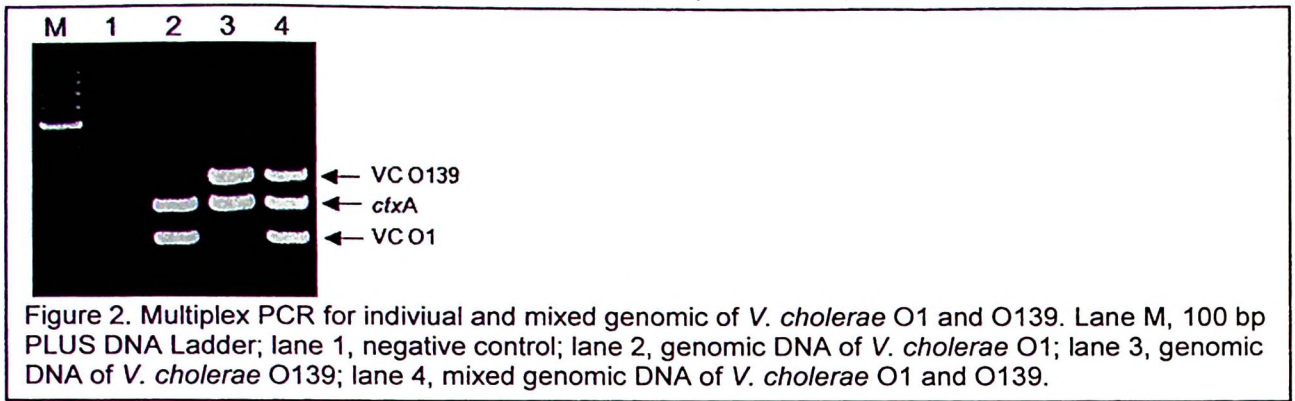 M 1 2 3 4
VC O139
ctxA
VC O1
Figure 2. Multiplex PCR for indiviual and mixed genomic of V. cholerae O1 and O139. Lane M, 100 bp
PLUS DNA Ladder; lane 1, negative control; lane 2, genomic DNA of V. cholerae O1; lane 3, genomic
DNA of V. cholerae O139; lane 4, mixed genomic DNA of V. cholerae O1 and O139.